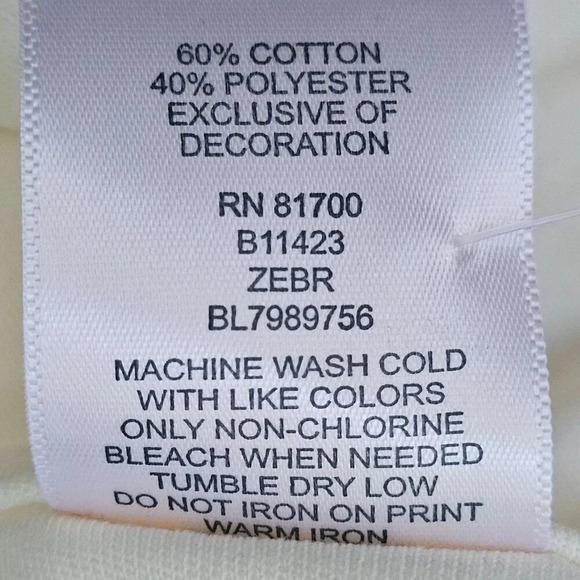 60% COTTON
40% POLYESTER
EXCLUSIVE OF
DECORATION
RN 81700
B11423
ZEBR
BL7989756
MACHINE WASH COLD
WITH LIKE COLORS
ONLY NON-CHLORINE
BLEACH WHEN NEEDED
TUMBLE DRY LOW
DO NOT IRON ON PRINT
WARM IRON